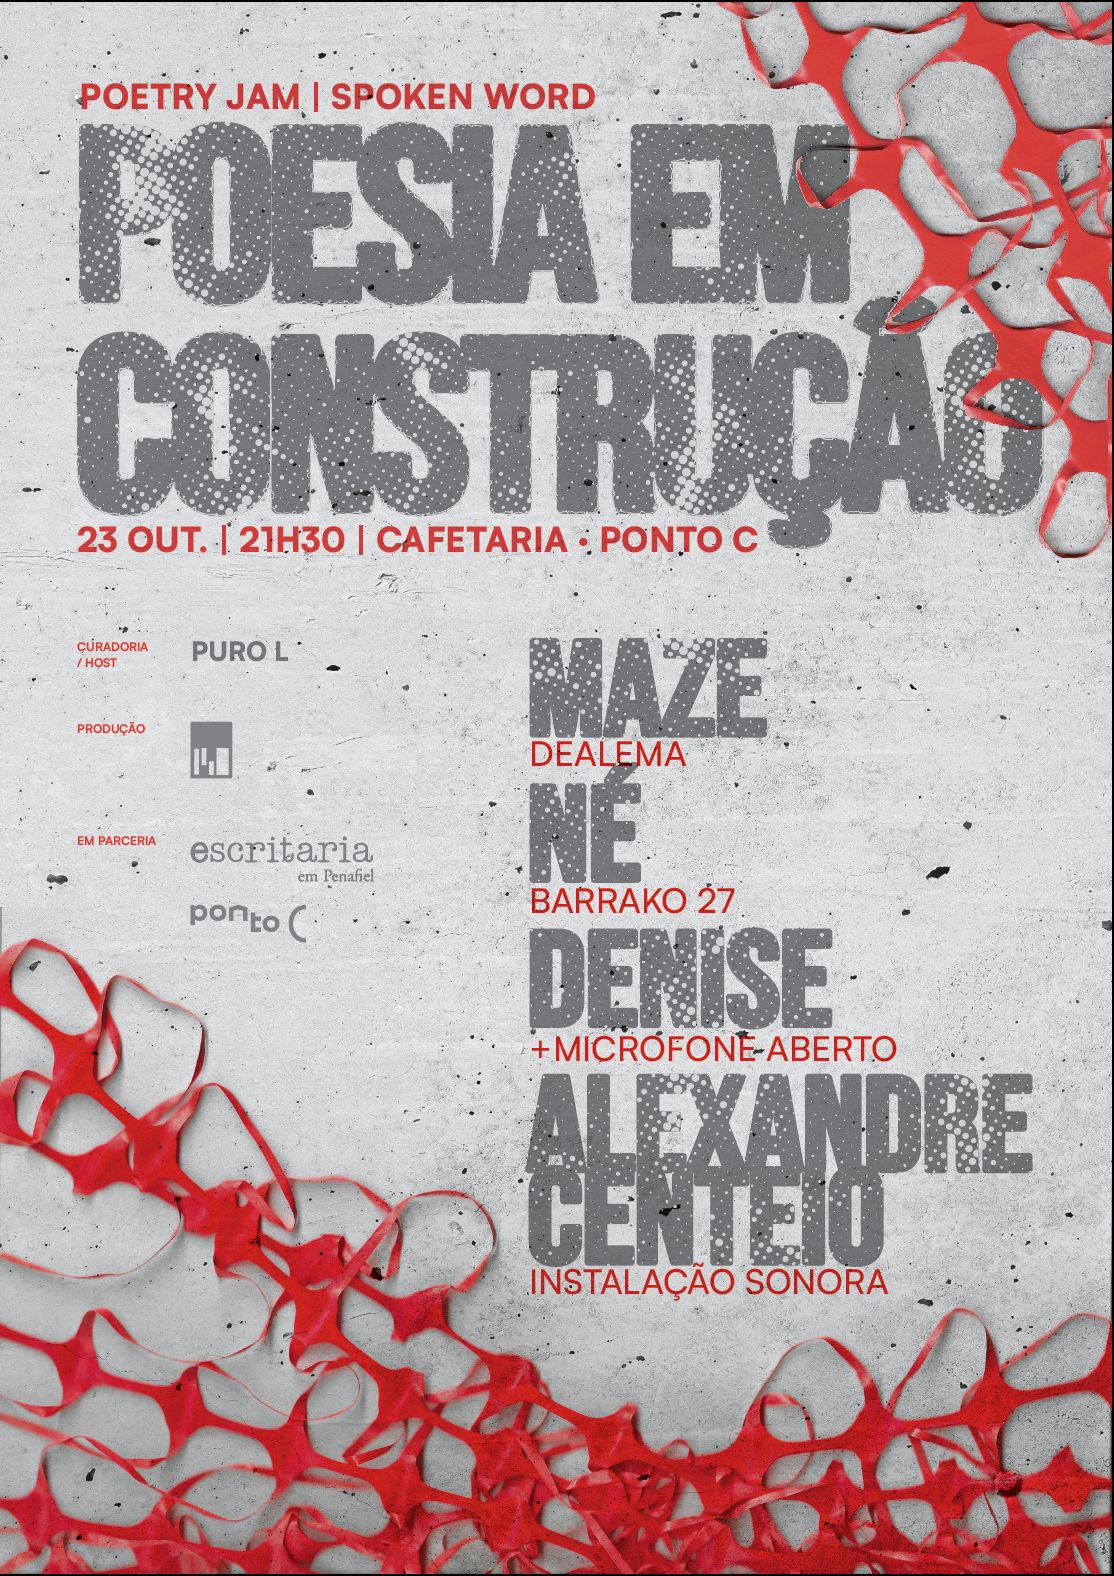 POETRY JAM | SPOKEN WORD
POESIA EM
CONSTRUÇÃO
23 OUT. | 21H30 | CAFETARIA • PONTO C
CURADORIA
/ HOST
PURO L
PRODUÇÃO
EM PARCERIA
escritaria
em Penafiel
ponto C
MAZE
DEALEMA
NÉ
BARRAKO 27
DENISE
+MICROFONE ABERTO
ALEXANDRE
CENTEIO
INSTALAÇÃO SONORA